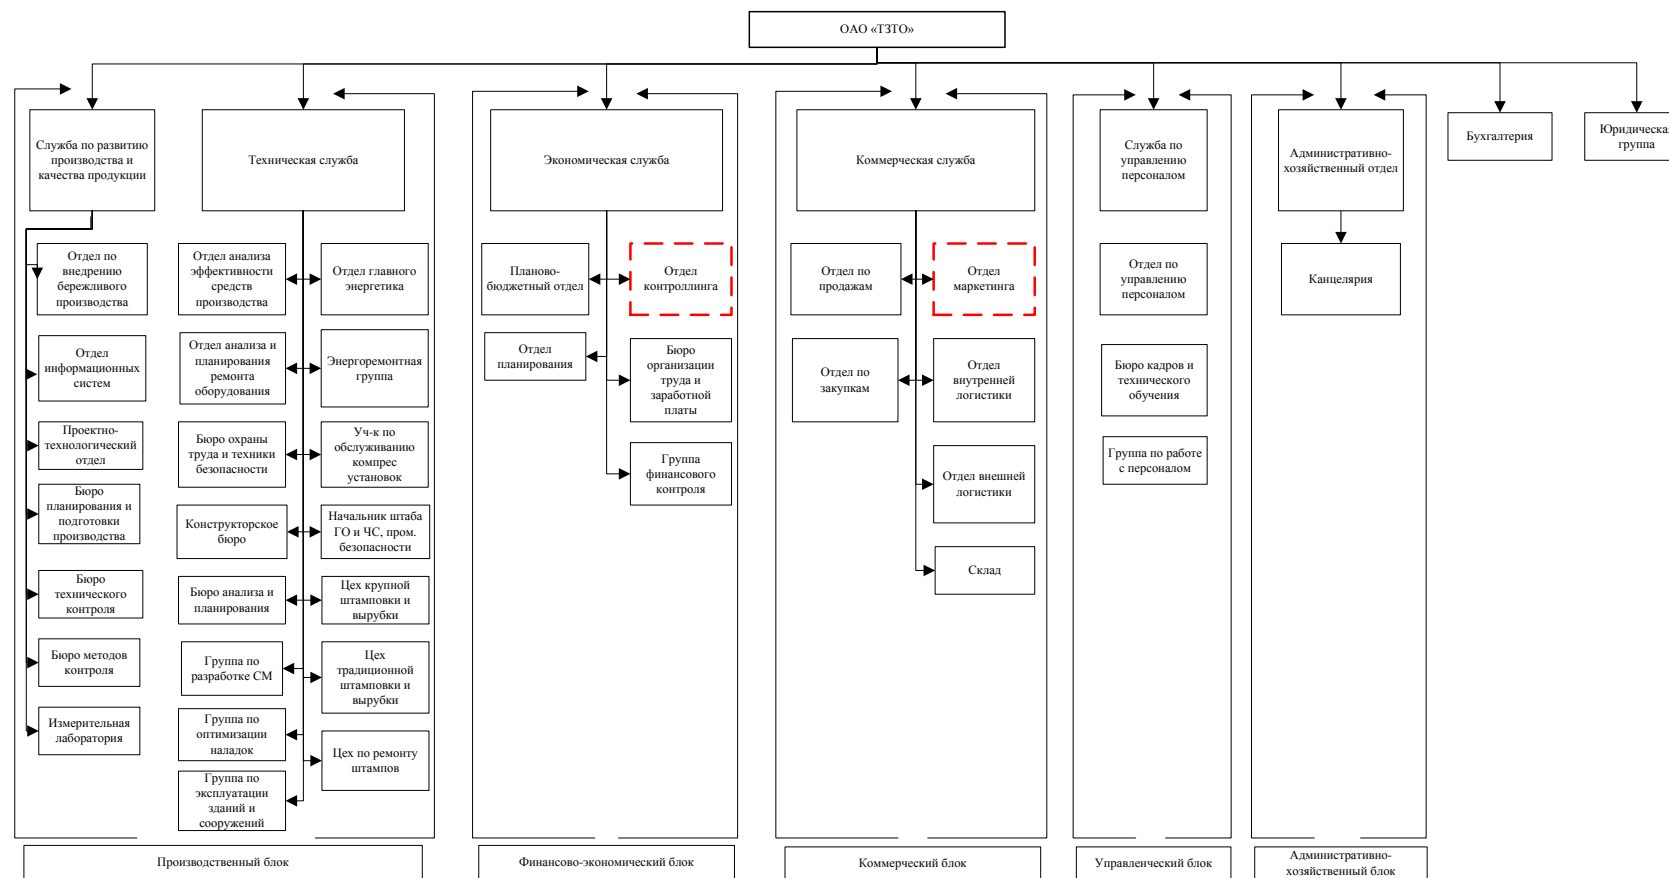 ОАО «ТЗТО»
Служба по развитию
производства и
качества продукции
Техническая служба
Экономическая служба
Коммерческая служба
Служба по
управлению
персоналом
Административно-
хозяйственный отдел
Бухгалтерия
Юридическая
группа
Отдел по
внедрению
бережливого
производства
Отдел
информационных
систем
Проектно-
технологический
отдел
Бюро
планирования и
подготовки
производства
Бюро
технического
контроля
Бюро методов
контроля
Измерительная
лаборатория
Отдел анализа
эффективности
средств
производства
Отдел анализа и
планирования
ремонта
оборудования
Бюро охраны
труда и техники
безопасности
Конструкторское
бюро
Бюро анализа и
планирования
Группа по
разработке СМ
Группа по
оптимизации
наладок
Группа по
эксплуатации
зданий и
сооружений
Отдел главного
энергетика
Энергоремонтная
группа
Уч-к по
обслуживанию
компрес
установок
Начальник штаба
ГО и ЧС, пром.
безопасности
Цех крупной
штамповки и
вырубки
Цех
традиционной
штамповки и
вырубки
Цех по ремонту
штампов
Планово-
бюджетный отдел
Отдел
планирования
Отдел
контроллинга
Бюро
организации
труда и
заработной
платы
Группа
финансового
контроля
Отдел по
продажам
Отдел по
закупкам
Отдел
маркетинга
Отдел
внутренней
логистики
Отдел внешней
логистики
Склад
Отдел по
управлению
персоналом
Бюро кадров и
технического
обучения
Группа по работе
с персоналом
Канцелярия
Производственный блок
Финансово-экономический блок
Коммерческий блок
Управленческий блок
Административно-
хозяйственный блок